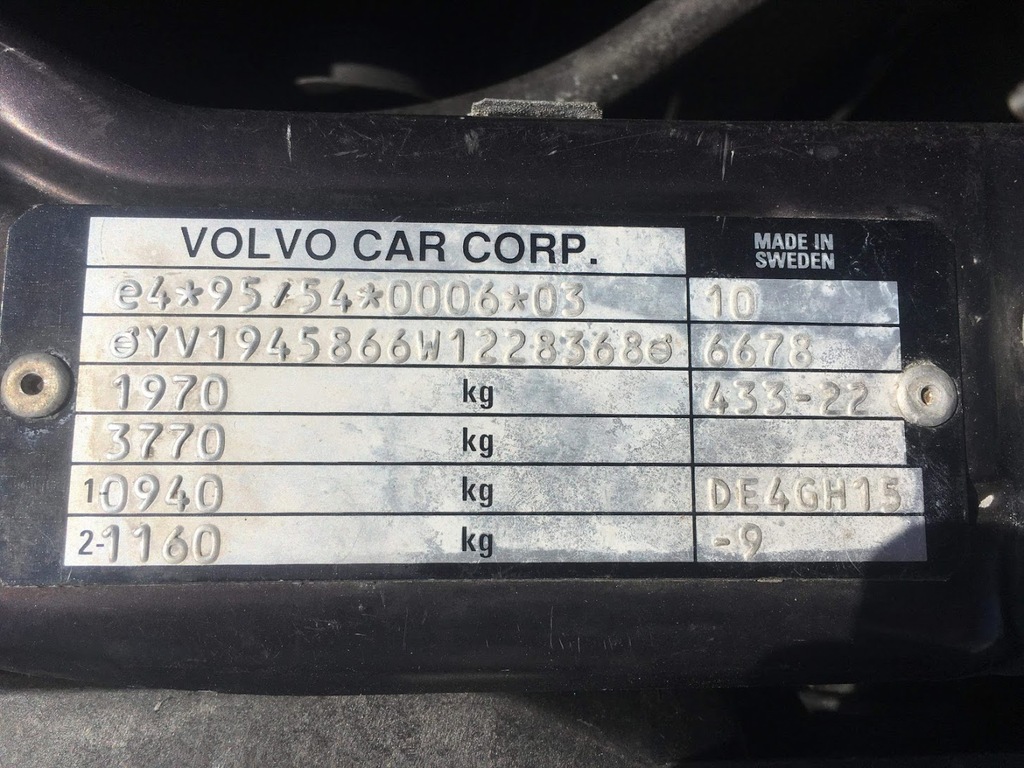 VOLVO CAR CORP. MADE IN
SWEDEN
e4*95/54*0006*03 10
YV1945866W1228368 6678
1970 kg 433-22
3770 kg
1-0940 kg DE4GH15
2-1160 kg -9